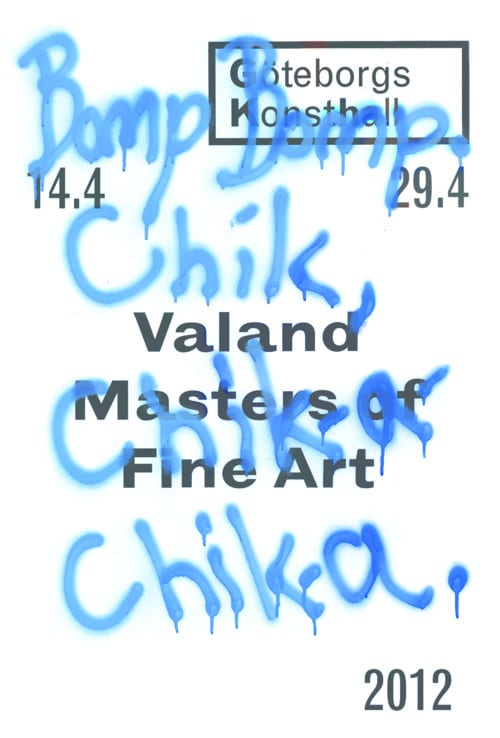 Göteborgs
Konsthall
Bomp Bomp.
14.4
29.4
Chik,
Valand
Masters of
Chika
Fine Art
Chika.
2012